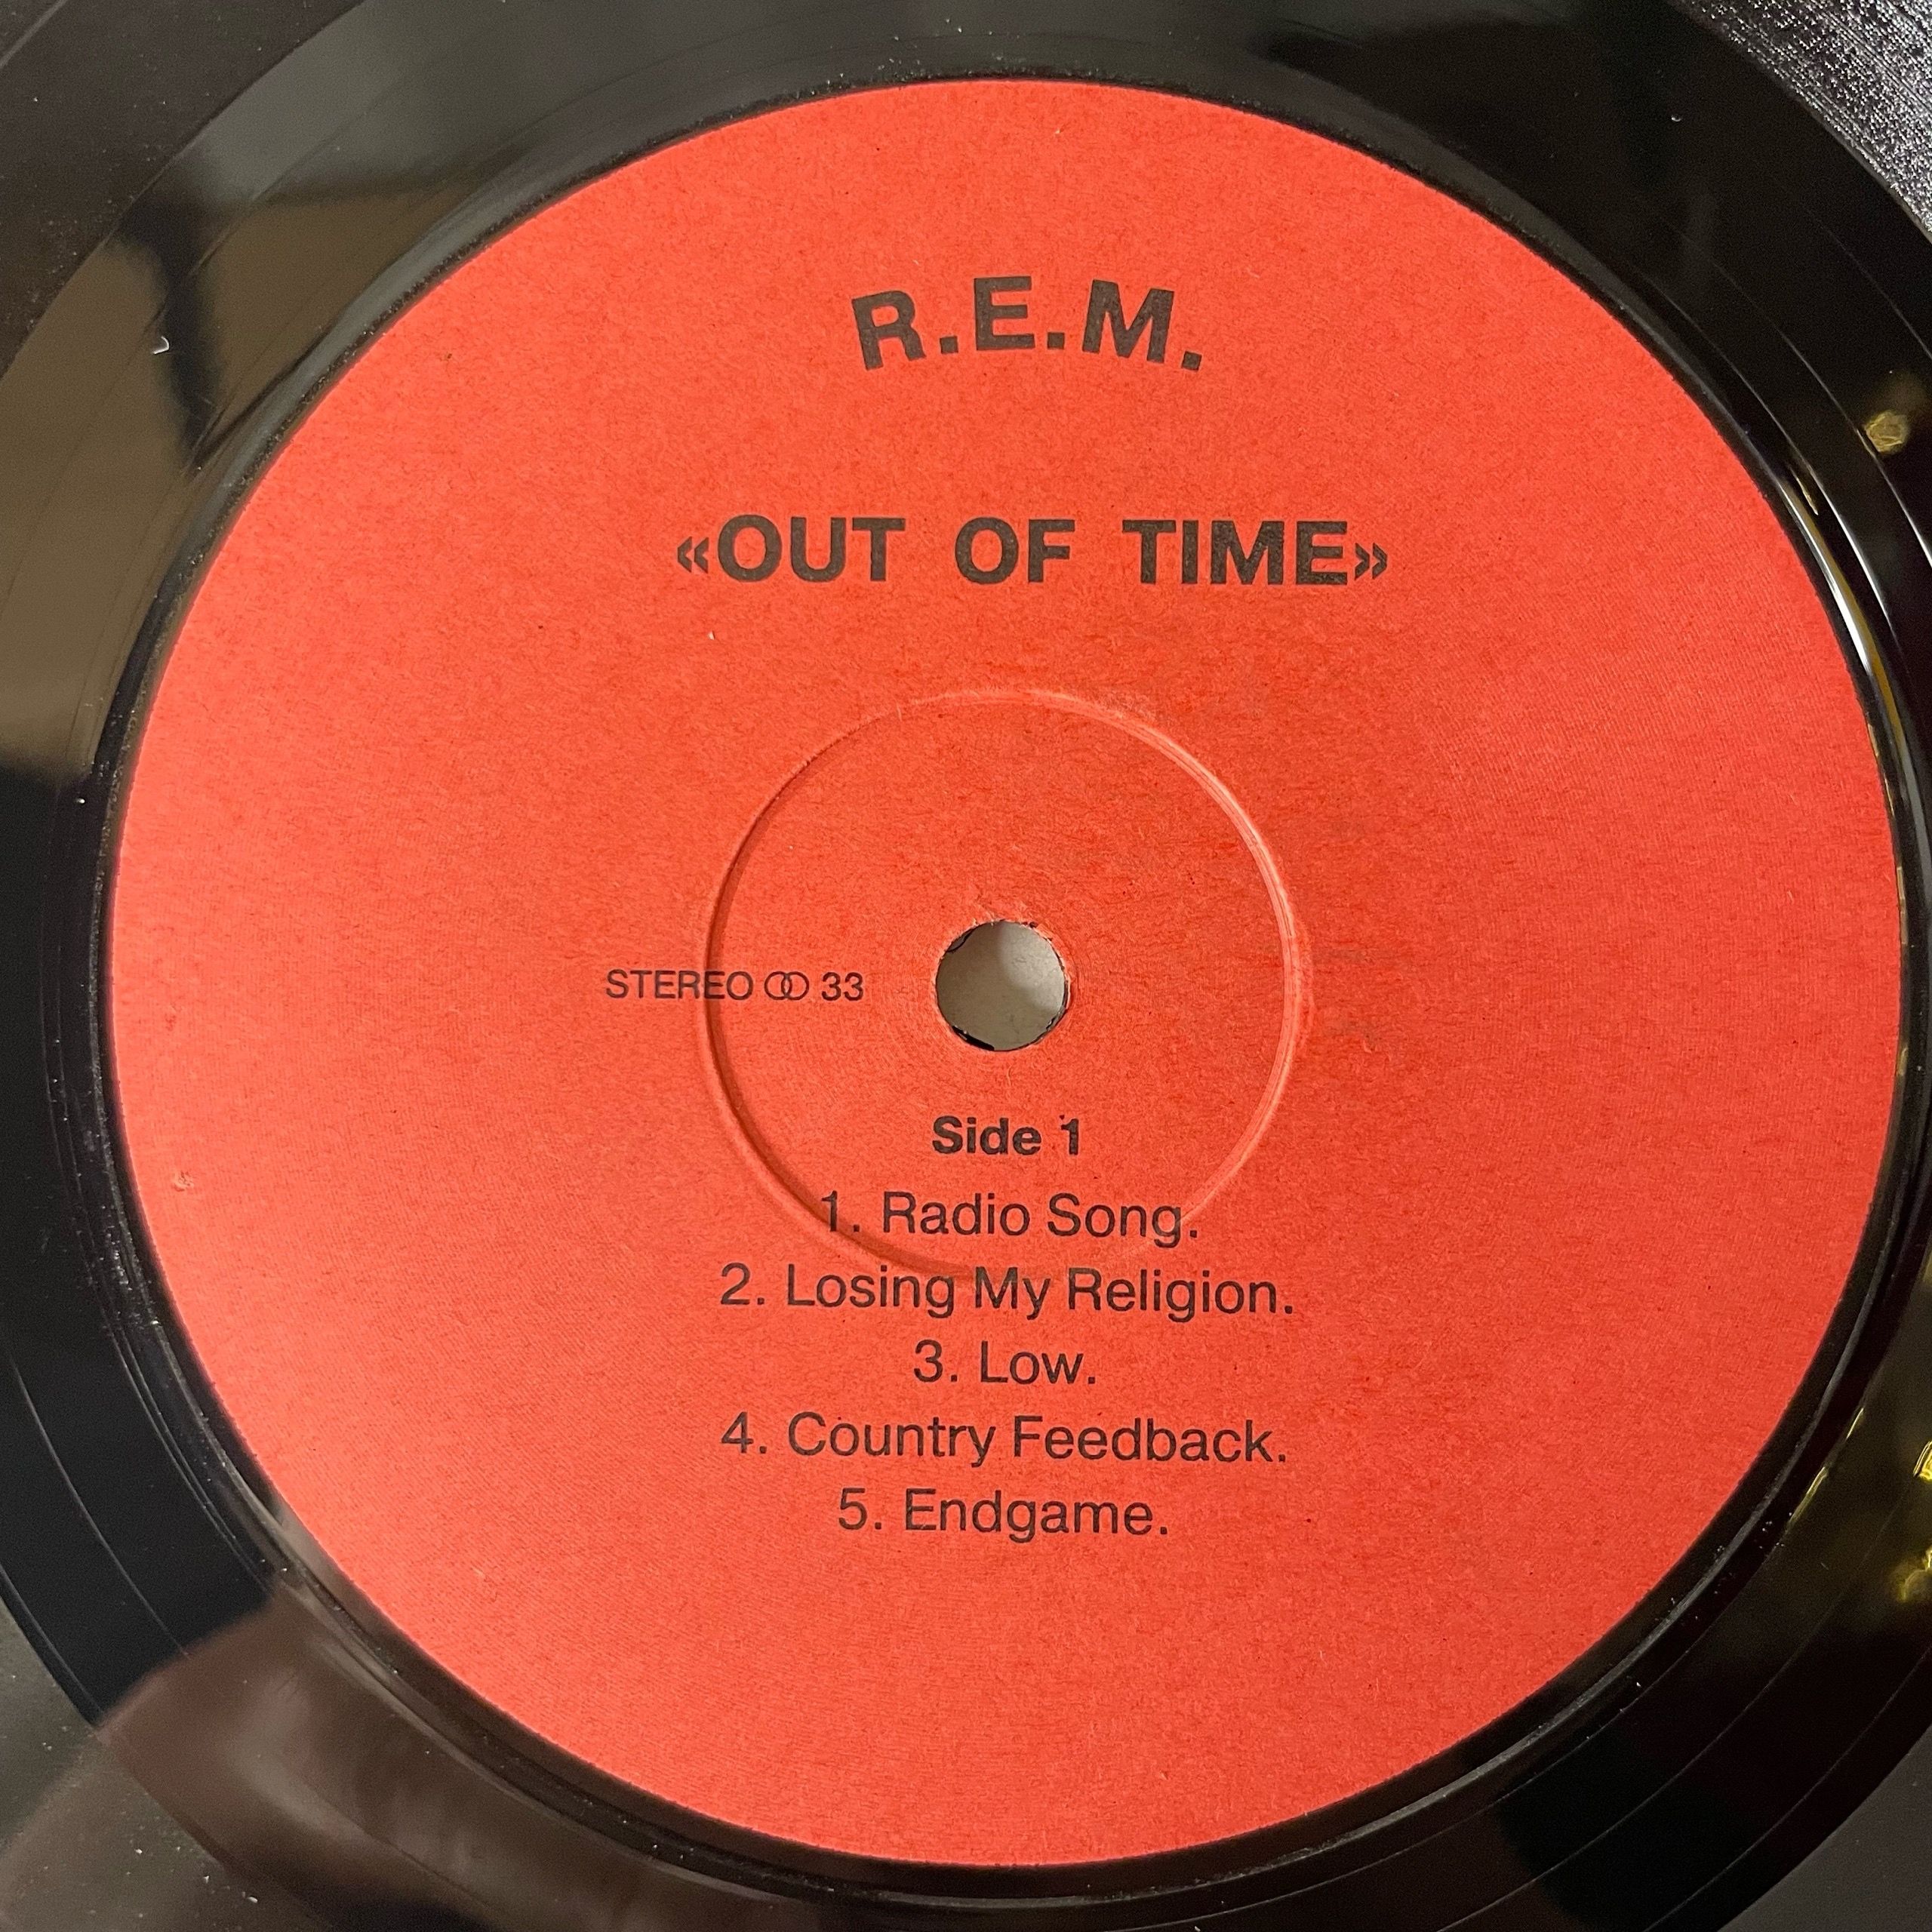 R.E.M.
«OUT OF TIME»
STEREO ꝏ 33
Side 1
1. Radio Song.
2. Losing My Religion.
3. Low.
4. Country Feedback.
5. Endgame.